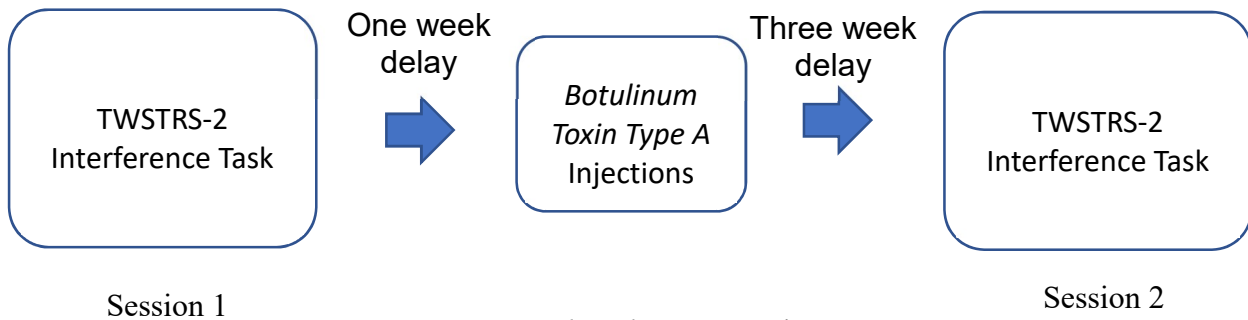 One week
delay
Three week
delay
TWSTRS-2
Interference Task
Botulinum
Toxin Type A
Injections
TWSTRS-2
Interference Task
Session 1
Session 2